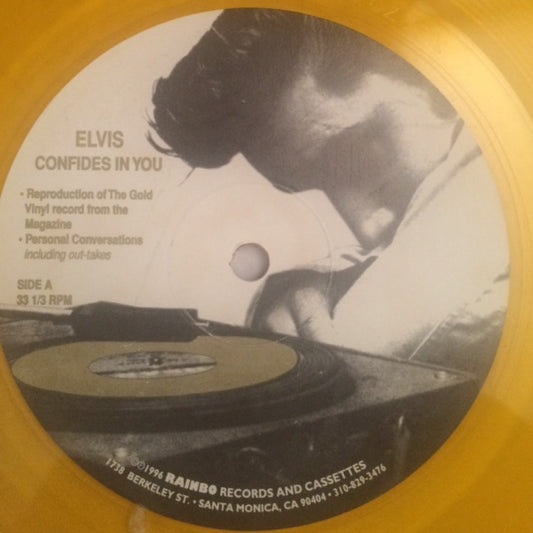 ELVIS
CONFIDES IN YOU
• Reproduction of The Gold
Vinyl record from the
Magazine
• Personal Conversations
including out-takes
SIDE A
33 1/3 RPM
℗©1996 RAINBO RECORDS AND CASSETTES
1738 BERKELEY ST. • SANTA MONICA, CA 90404 • 310-829-3476